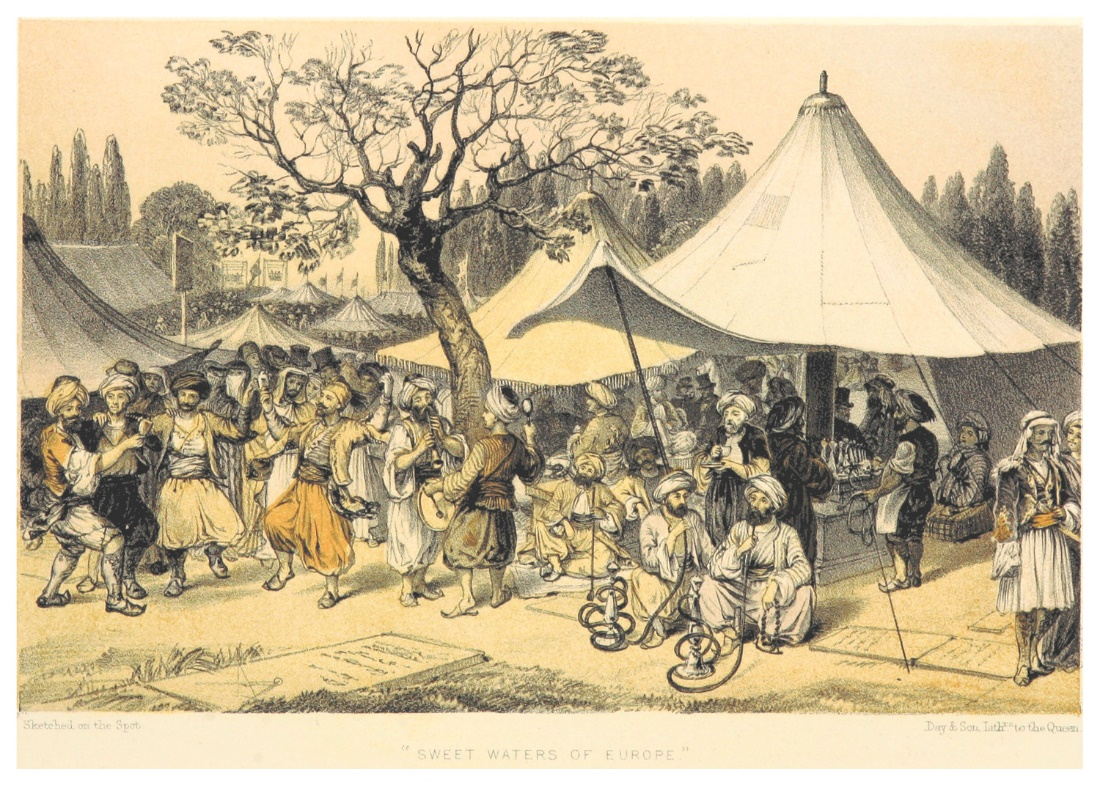 Sketched on the Spot.
Day & Son, Lithrs. to the Queen.
"SWEET WATERS OF EUROPE."